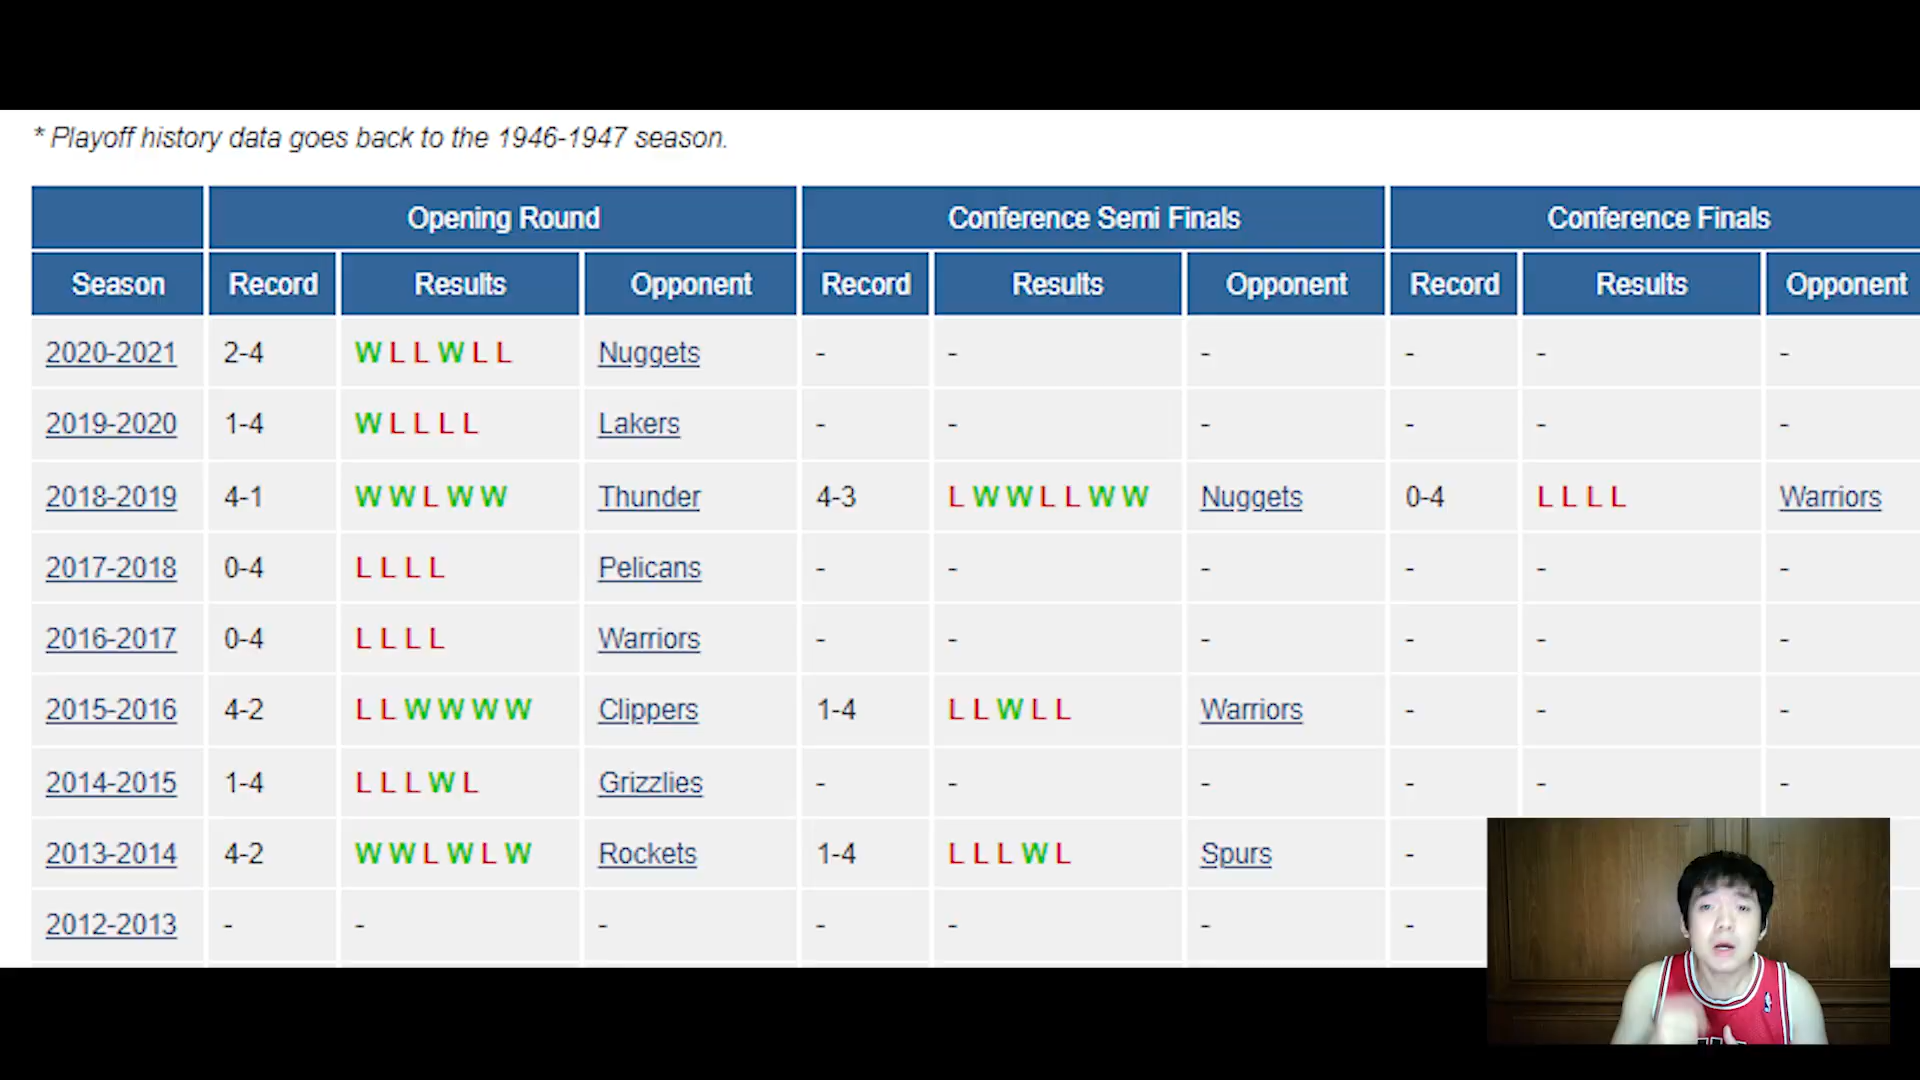 * Playoff history data goes back to the 1946-1947 season.
Opening Round Conference Semi Finals Conference Finals
Season Record Results Opponent Record Results Opponent Record Results Opponent
2020-2021 2-4 W L L W L L Nuggets - - - - - -
2019-2020 1-4 W L L L L Lakers - - - - - -
2018-2019 4-1 W W L W W Thunder 4-3 L W W L L W W Nuggets 0-4 L L L L Warriors
2017-2018 0-4 L L L L Pelicans - - - - - -
2016-2017 0-4 L L L L Warriors - - - - - -
2015-2016 4-2 L L W W W W Clippers 1-4 L L W L L Warriors - - -
2014-2015 1-4 L L L W L Grizzlies - - - - - -
2013-2014 4-2 W W L W L W Rockets 1-4 L L L W L Spurs -
2012-2013 - - - - - - -